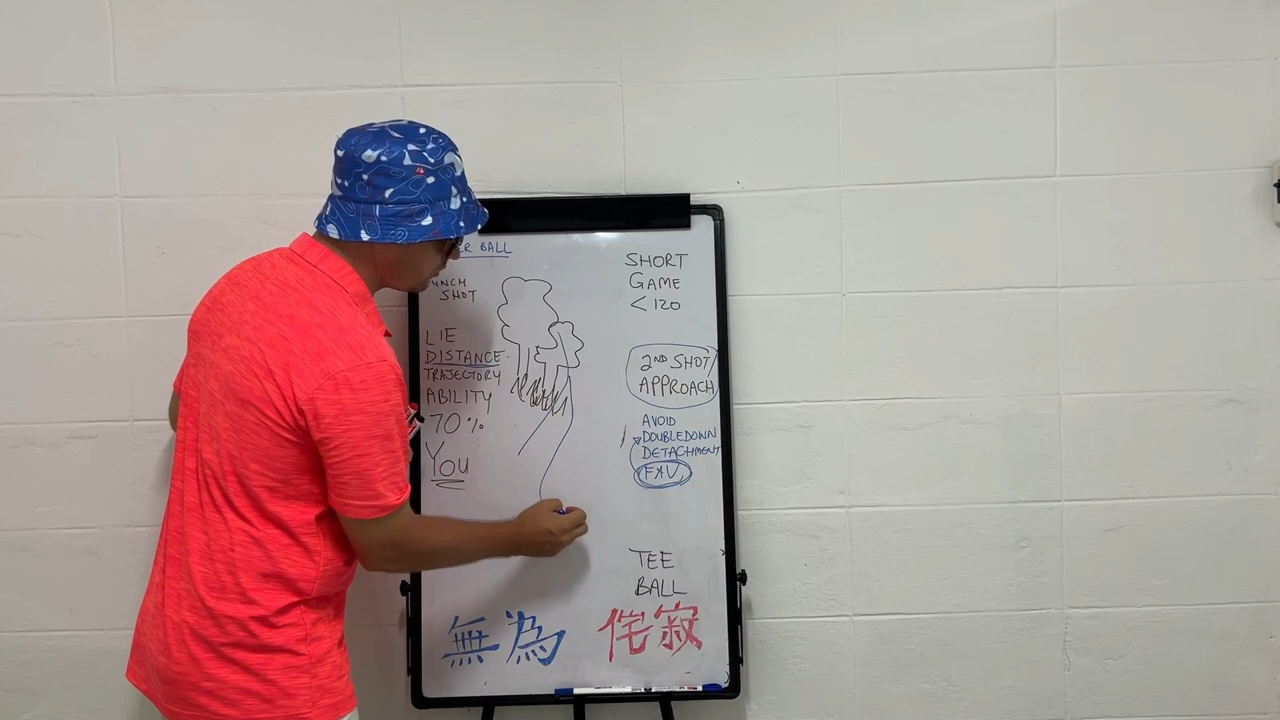 BALL
SHOT
LIE
DISTANCE
TRAJECTORY
ABILITY
70%
YOU
SHORT
GAME
<120
2ND SHOT/
APPROACH
AVOID
DOUBLEDOWN
DETACHMENT
TEE
BALL
無為
侘寂